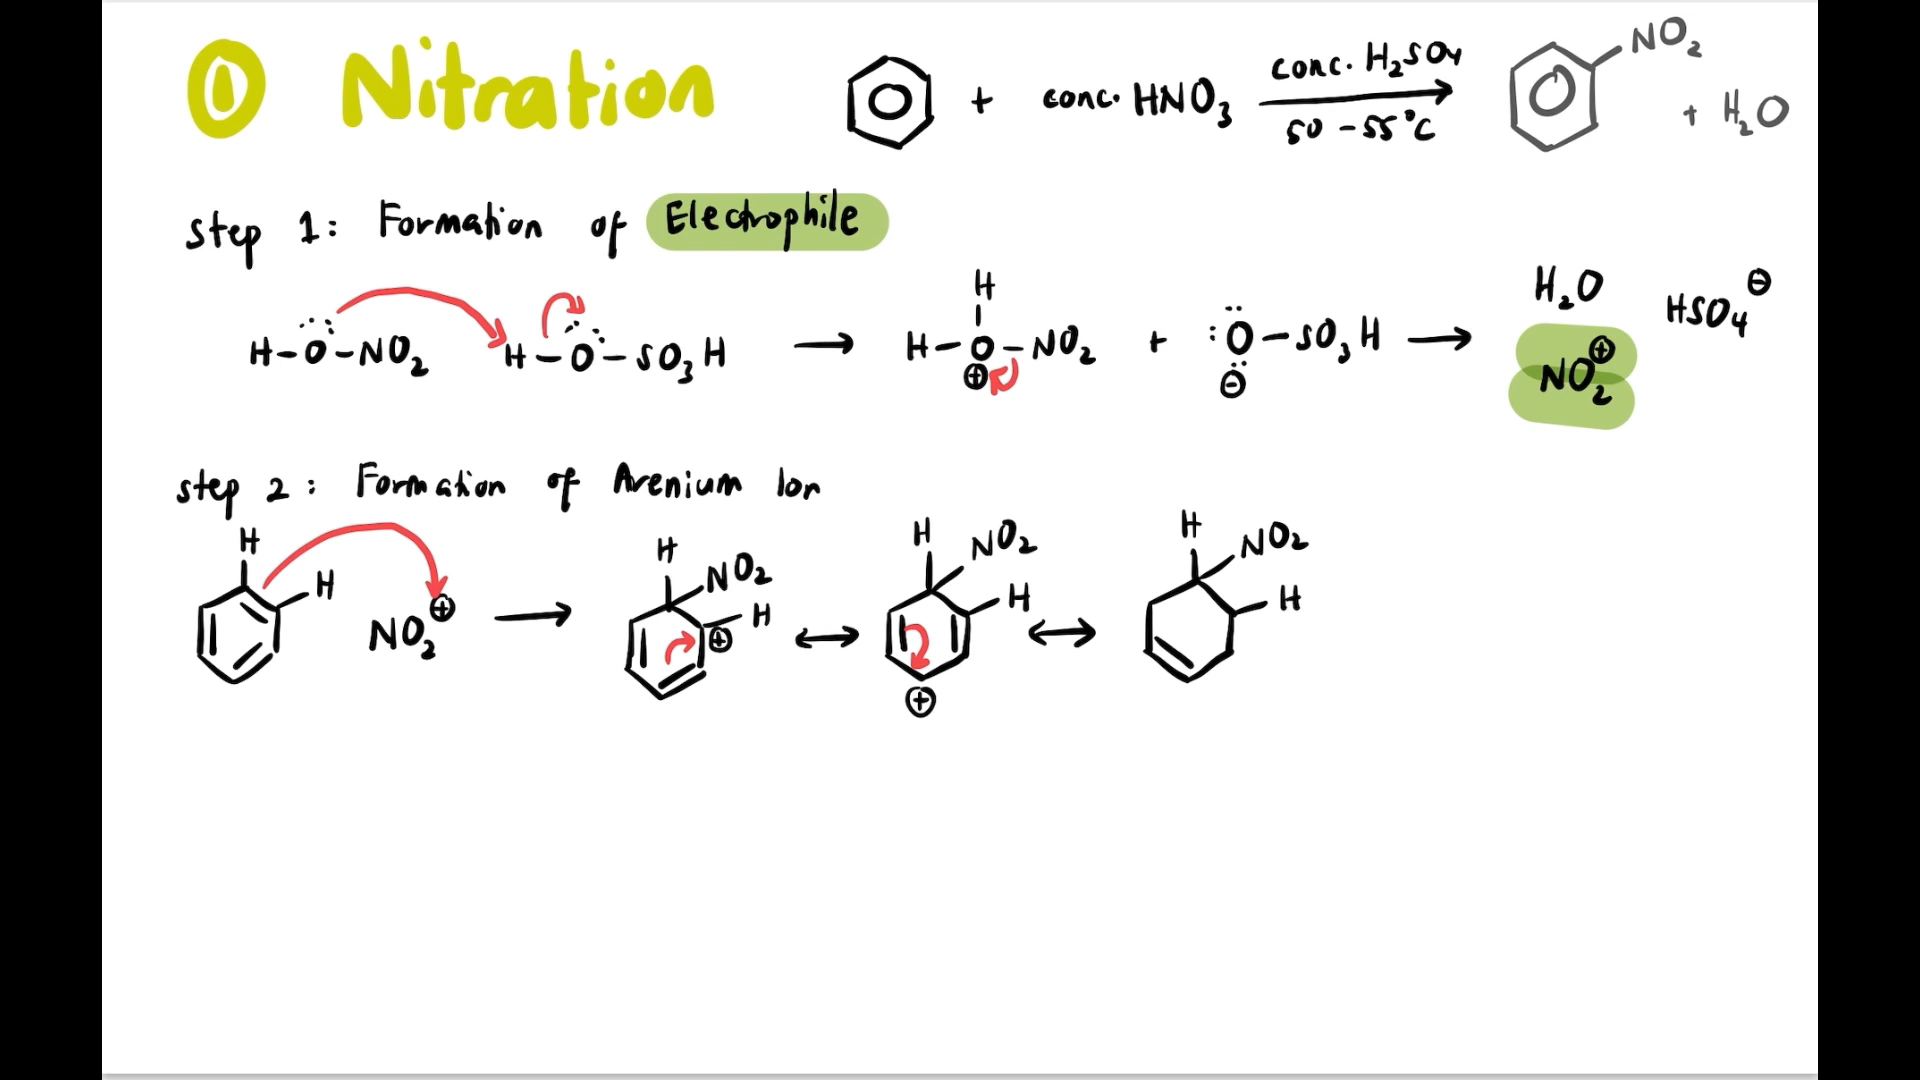 ① Nitration
+ conc. HNO₃ conc. H₂SO₄ 50-55°C NO₂ + H₂O
Step 1: Formation of Electrophile
H-O-NO₂ H-O-SO₃H → H-O-NO₂ H ⊕ + :O-SO₃H ⊖ → H₂O NO₂⊕ HSO₄⊖
Step 2: Formation of Arenium Ion
H H NO₂⊕ → H NO₂ H ⊕ ↔ H NO₂ H ⊕ ↔ H NO₂ H